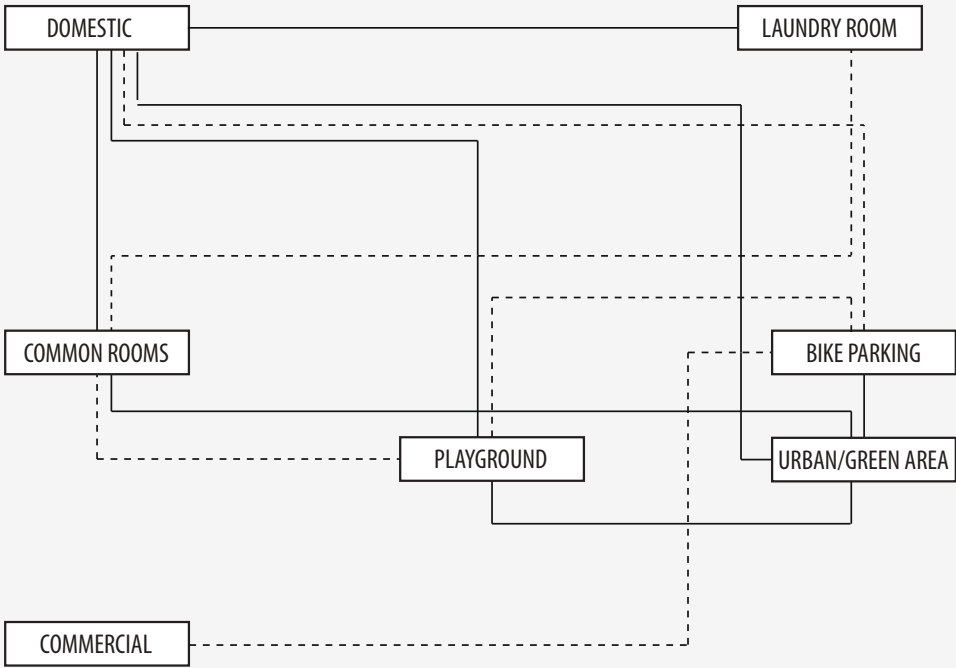 DOMESTIC
LAUNDRY ROOM
COMMON ROOMS
BIKE PARKING
PLAYGROUND
URBAN/GREEN AREA
COMMERCIAL